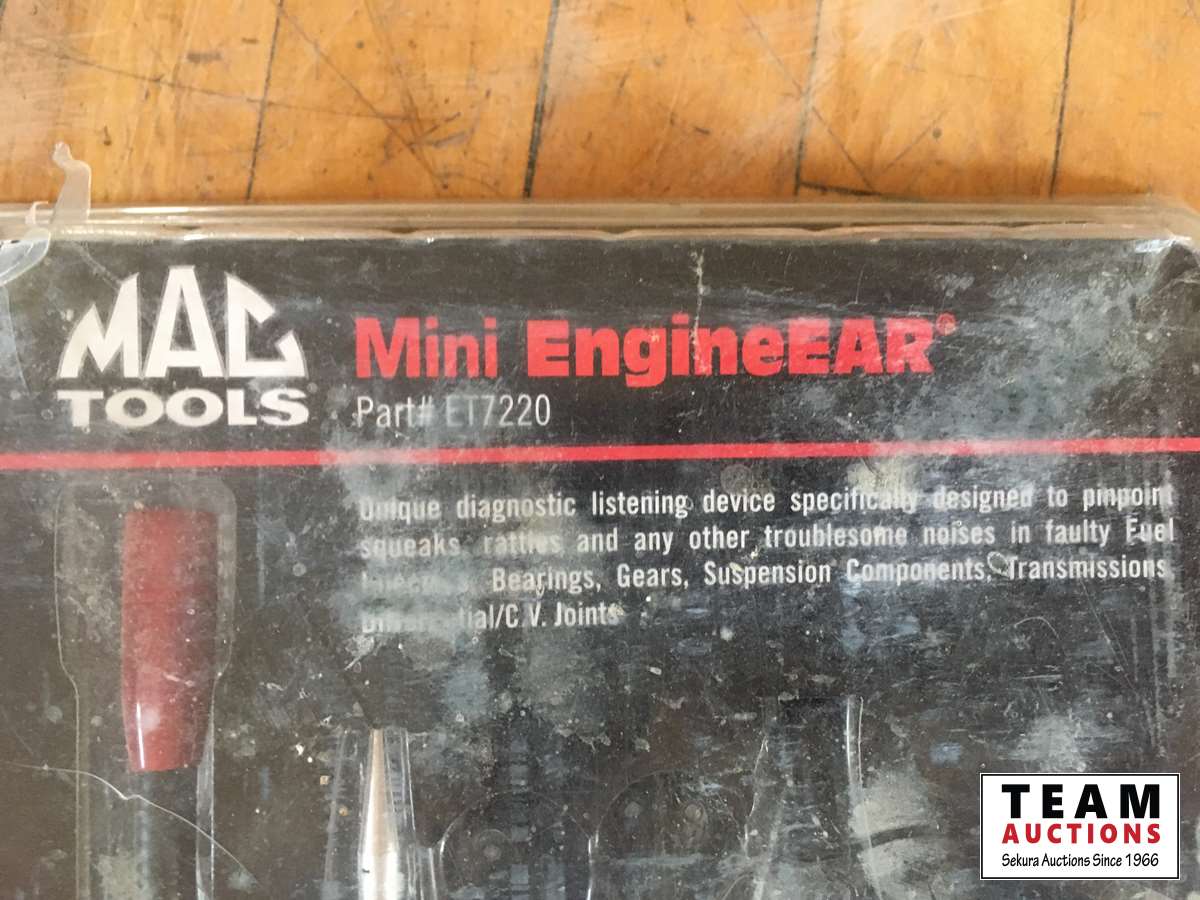 MAC
TOOLS
Mini EngineEAR®
Part# ET7220
Unique diagnostic listening device specifically designed to pinpoint
squeaks, rattles and any other troublesome noises in faulty Fuel
Bearings, Gears, Suspension Components, Transmissions
Differential/C.V. Joints
TEAM
AUCTIONS
Sekura Auctions Since 1966